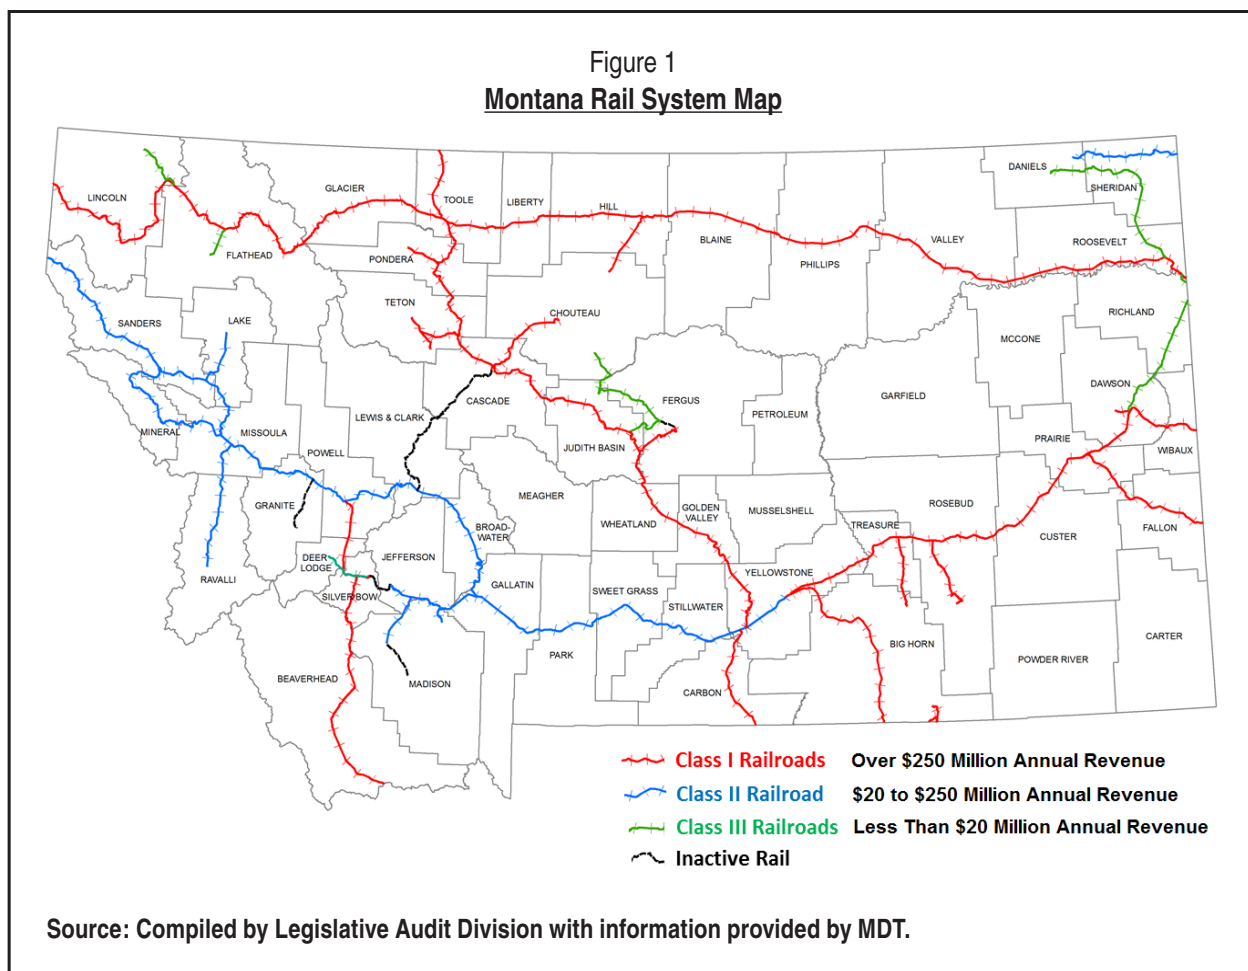 Figure 1
Montana Rail System Map
LINCOLN
GLACIER
TOOLE
LIBERTY
HILL
DANIELS
SHERIDAN
FLATHEAD
PONDERA
BLAINE
PHILLIPS
VALLEY
ROOSEVELT
SANDERS
LAKE
TETON
CHOUTEAU
RICHLAND
MCCONE
DAWSON
MINERAL
MISSOULA
LEWIS & CLARK
CASCADE
FERGUS
PETROLEUM
GARFIELD
POWELL
JUDITH BASIN
PRAIRIE
WIBAUX
GRANITE
MEAGHER
BROAD-
WATER
WHEATLAND
GOLDEN
VALLEY
MUSSELSHELL
TREASURE
ROSEBUD
CUSTER
FALLON
RAVALLI
DEER
LODGE
JEFFERSON
SILVERBOW
GALLATIN
SWEET GRASS
STILLWATER
YELLOWSTONE
BEAVERHEAD
MADISON
PARK
CARBON
BIG HORN
POWDER RIVER
CARTER
Class I Railroads Over $250 Million Annual Revenue
Class II Railroad $20 to $250 Million Annual Revenue
Class III Railroads Less Than $20 Million Annual Revenue
Inactive Rail
Source: Compiled by Legislative Audit Division with information provided by MDT.